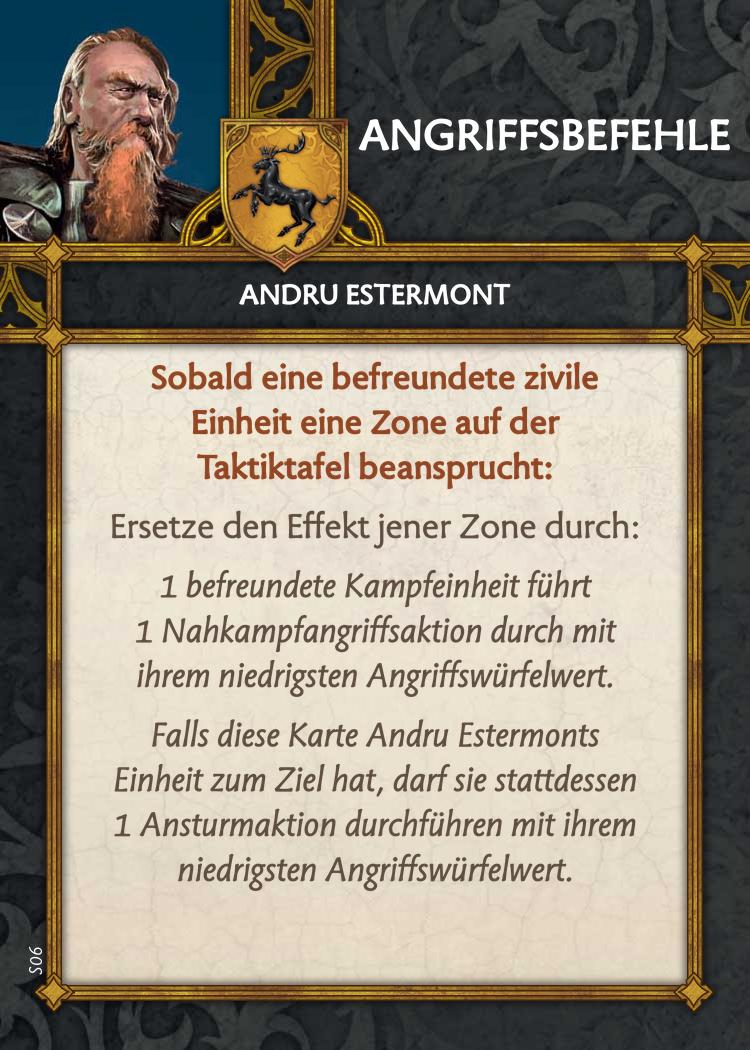 ANGRIFFSBEFEHLE
ANDRU ESTERMONT
Sobald eine befreundete zivile
Einheit eine Zone auf der
Taktiktafel beansprucht:
Ersetze den Effekt jener Zone durch:
1 befreundete Kampfeinheit führt
1 Nahkampfangriffsaktion durch mit
ihrem niedrigsten Angriffswürfelwert.
Falls diese Karte Andru Estermonts
Einheit zum Ziel hat, darf sie stattdessen
1 Ansturmaktion durchführen mit ihrem
niedrigsten Angriffswürfelwert.
S06